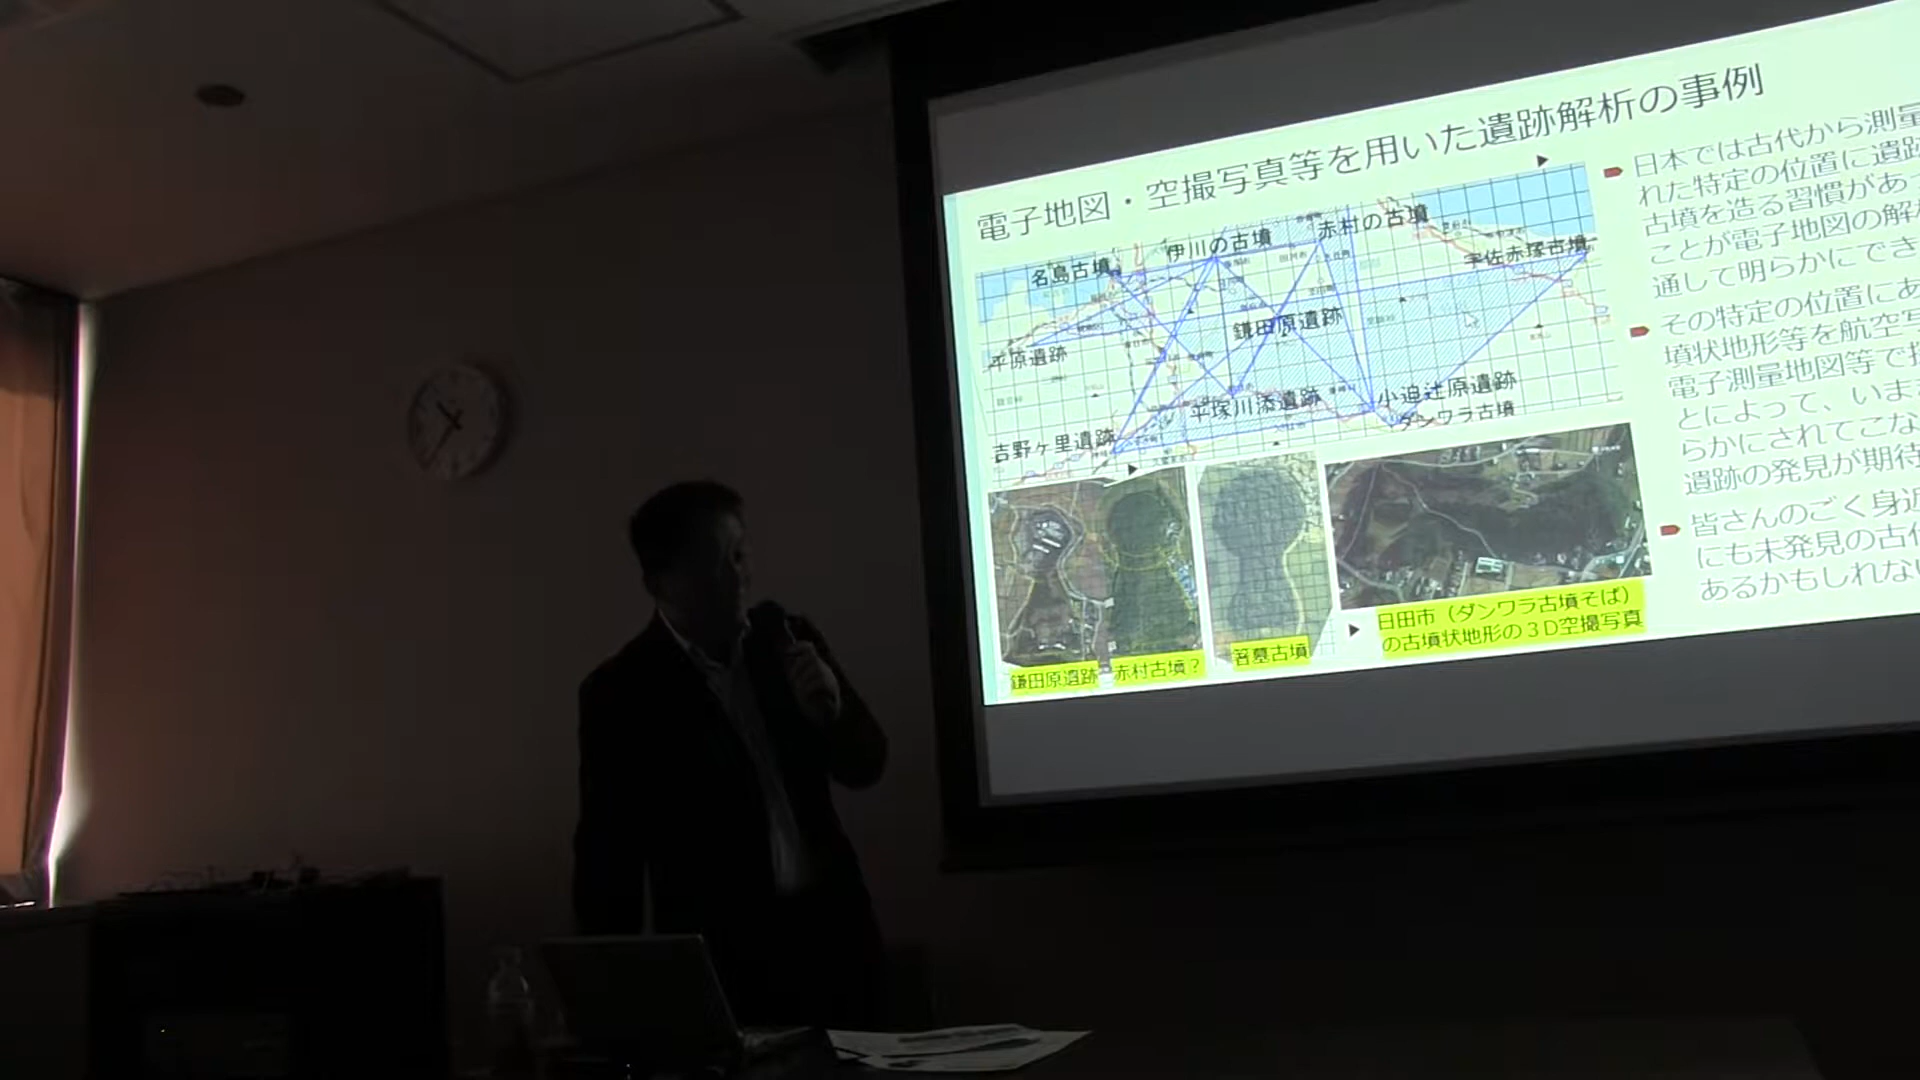 電子地図・空撮写真等を用いた遺跡解析の事例
名島古墳
伊川の古墳
赤村の古墳
宇佐赤塚古墳
平原遺跡
鎌田原遺跡
吉野ヶ里遺跡
平塚川添遺跡
小迫辻原遺跡
ダンワラ古墳
鎌田原遺跡
赤村古墳？
箸墓古墳
日田市（ダンワラ古墳そば）
の古墳状地形の３Ｄ空撮写真
日本では古代から測量
れた特定の位置に遺跡
古墳を造る習慣があっ
ことが電子地図の解
通して明らかにでき
その特定の位置にあ
墳状地形等を航空写
電子測量地図等で
とによって、いま
らかにされてこな
遺跡の発見が期待
皆さんのごく身近
にも未発見の古代
あるかもしれない